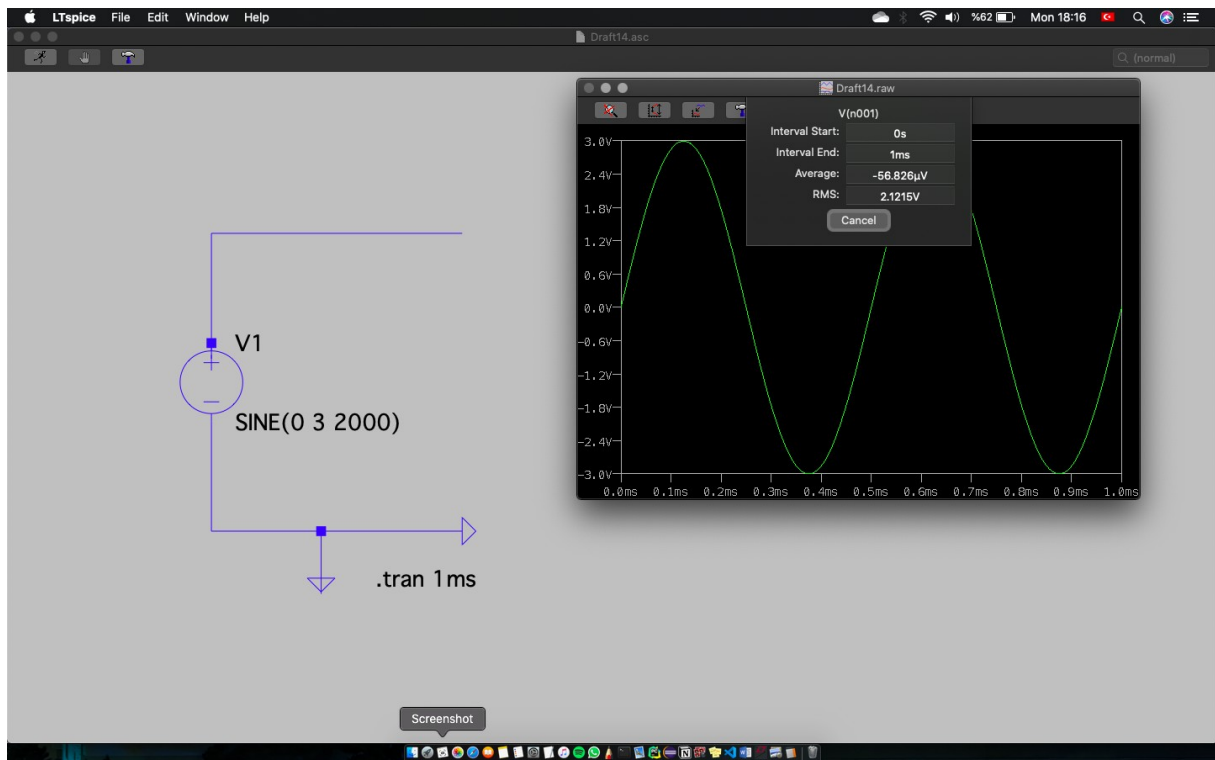 LTspice File Edit Window Help %62 Mon 18:16
Draft14.asc
(normal)
V1
SINE(0 3 2000)
.tran 1ms
Draft14.raw
V(n001)
Interval Start: 0s
Interval End: 1ms
Average: -56.826µV
RMS: 2.1215V
Cancel
3.0V
2.4V
1.8V
1.2V
0.6V
0.0V
-0.6V
-1.2V
-1.8V
-2.4V
-3.0V
0.0ms 0.1ms 0.2ms 0.3ms 0.4ms 0.5ms 0.6ms 0.7ms 0.8ms 0.9ms 1.0ms
Screenshot